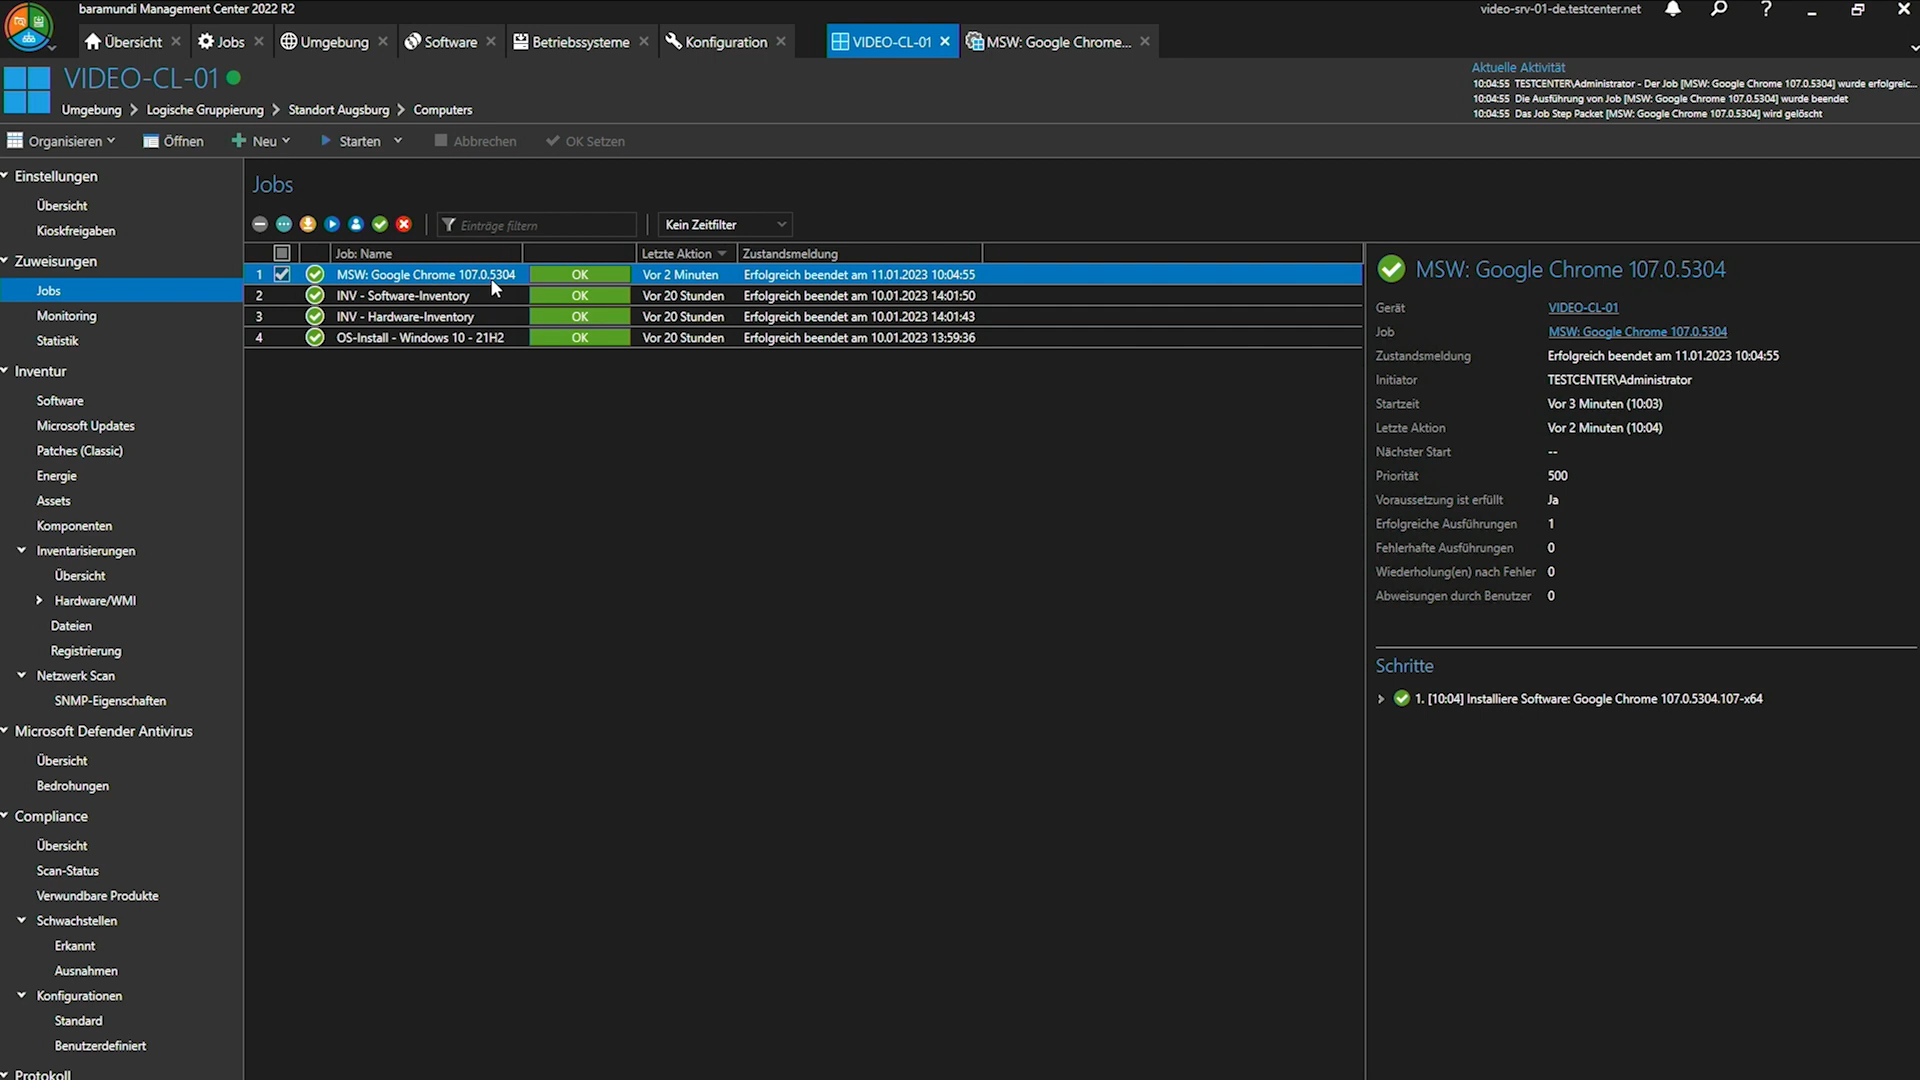 baramundi Management Center 2022 R2
video-srv-01-de.testcenter.net
Übersicht
Jobs
Umgebung
Software
Betriebssysteme
Konfiguration
VIDEO-CL-01
MSW: Google Chrome...
VIDEO-CL-01
Umgebung > Logische Gruppierung > Standort Augsburg > Computers
Aktuelle Aktivität
10:04:55 TESTCENTER\Administrator - Der Job [MSW: Google Chrome 107.0.5304] wurde erfolgreic...
10:04:55 Die Ausführung von Job [MSW: Google Chrome 107.0.5304] wurde beendet
10:04:55 Das Job Step Packet [MSW: Google Chrome 107.0.5304] wird gelöscht
Organisieren
Öffnen
Neu
Starten
Abbrechen
OK Setzen
Einstellungen
Übersicht
Kioskfreigaben
Zuweisungen
Jobs
Monitoring
Statistik
Inventur
Software
Microsoft Updates
Patches (Classic)
Energie
Assets
Komponenten
Inventarisierungen
Übersicht
Hardware/WMI
Dateien
Registrierung
Netzwerk Scan
SNMP-Eigenschaften
Microsoft Defender Antivirus
Übersicht
Bedrohungen
Compliance
Übersicht
Scan-Status
Verwundbare Produkte
Schwachstellen
Erkannt
Ausnahmen
Konfigurationen
Standard
Benutzerdefiniert
Protokoll
Jobs
Einträge filtern
Kein Zeitfilter
Job: Name Letzte Aktion Zustandsmeldung
1 MSW: Google Chrome 107.0.5304 OK Vor 2 Minuten Erfolgreich beendet am 11.01.2023 10:04:55
2 INV - Software-Inventory OK Vor 20 Stunden Erfolgreich beendet am 10.01.2023 14:01:50
3 INV - Hardware-Inventory OK Vor 20 Stunden Erfolgreich beendet am 10.01.2023 14:01:43
4 OS-Install - Windows 10 - 21H2 OK Vor 20 Stunden Erfolgreich beendet am 10.01.2023 13:59:36
MSW: Google Chrome 107.0.5304
Gerät VIDEO-CL-01
Job MSW: Google Chrome 107.0.5304
Zustandsmeldung Erfolgreich beendet am 11.01.2023 10:04:55
Initiator TESTCENTER\Administrator
Startzeit Vor 3 Minuten (10:03)
Letzte Aktion Vor 2 Minuten (10:04)
Nächster Start --
Priorität 500
Voraussetzung ist erfüllt Ja
Erfolgreiche Ausführungen 1
Fehlerhafte Ausführungen 0
Wiederholung(en) nach Fehler 0
Abweisungen durch Benutzer 0
Schritte
1. [10:04] Installiere Software: Google Chrome 107.0.5304.107-x64